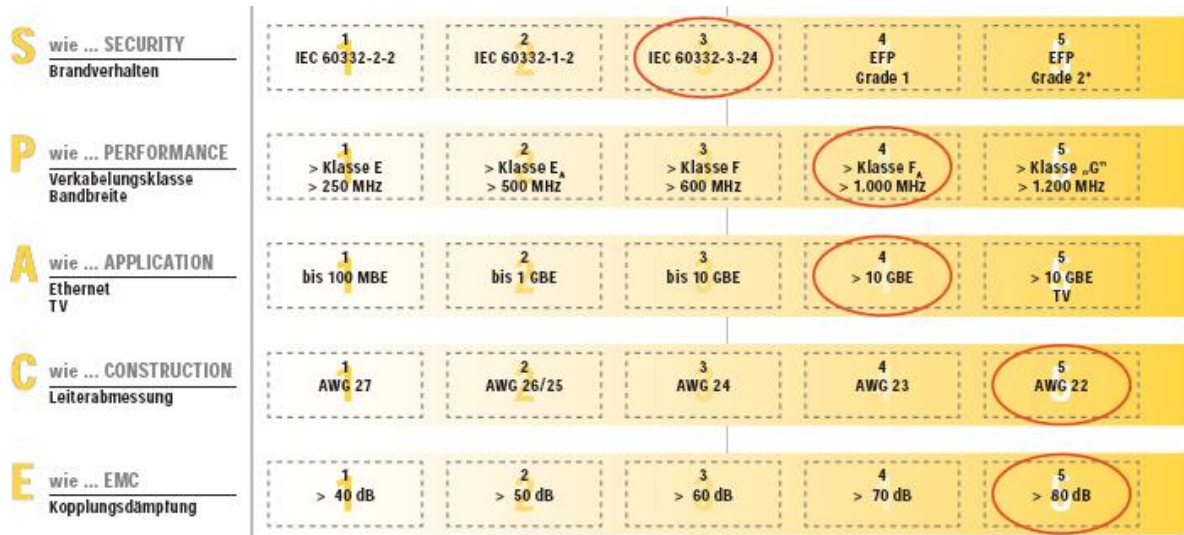 S wie ... SECURITY
Brandverhalten
1
IEC 60332-2-2
2
IEC 60332-1-2
3
IEC 60332-3-24
4
EFP
Grade 1
5
EFP
Grade 2*
P wie ... PERFORMANCE
Verkabelungsklasse
Bandbreite
1
> Klasse E
> 250 MHz
2
> Klasse EA
> 500 MHz
3
> Klasse F
> 600 MHz
4
> Klasse FA
> 1.000 MHz
5
> Klasse „G"
> 1.200 MHz
A wie ... APPLICATION
Ethernet
TV
1
bis 100 MBE
2
bis 1 GBE
3
bis 10 GBE
4
> 10 GBE
5
> 10 GBE
TV
C wie ... CONSTRUCTION
Leiterabmessung
1
AWG 27
2
AWG 26/25
3
AWG 24
4
AWG 23
5
AWG 22
E wie ... EMC
Kopplungsdämpfung
1
> 40 dB
2
> 50 dB
3
> 60 dB
4
> 70 dB
5
> 80 dB